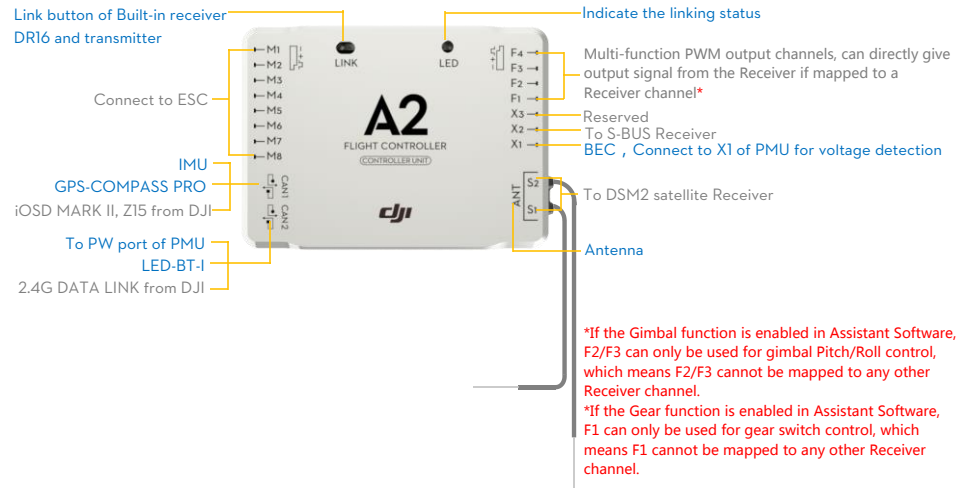 Link button of Built-in receiver
DR16 and transmitter
Indicate the linking status
LINK
LED
M1
M2
M3
M4
M5
M6
M7
M8
Connect to ESC
F4
F3
F2
F1
X3
X2
X1
Multi-function PWM output channels, can directly give
output signal from the Receiver if mapped to a
Receiver channel*
Reserved
To S-BUS Receiver
BEC , Connect to X1 of PMU for voltage detection
A2
FLIGHT CONTROLLER
CONTROLLER UNIT
dji
IMU
GPS-COMPASS PRO
iOSD MARK II, Z15 from DJI
CAN1
CAN2
To PW port of PMU
LED-BT-I
2.4G DATA LINK from DJI
ANT
S2
S1
To DSM2 satellite Receiver
Antenna
*If the Gimbal function is enabled in Assistant Software,
F2/F3 can only be used for gimbal Pitch/Roll control,
which means F2/F3 cannot be mapped to any other
Receiver channel.
*If the Gear function is enabled in Assistant Software,
F1 can only be used for gear switch control, which
means F1 cannot be mapped to any other Receiver
channel.